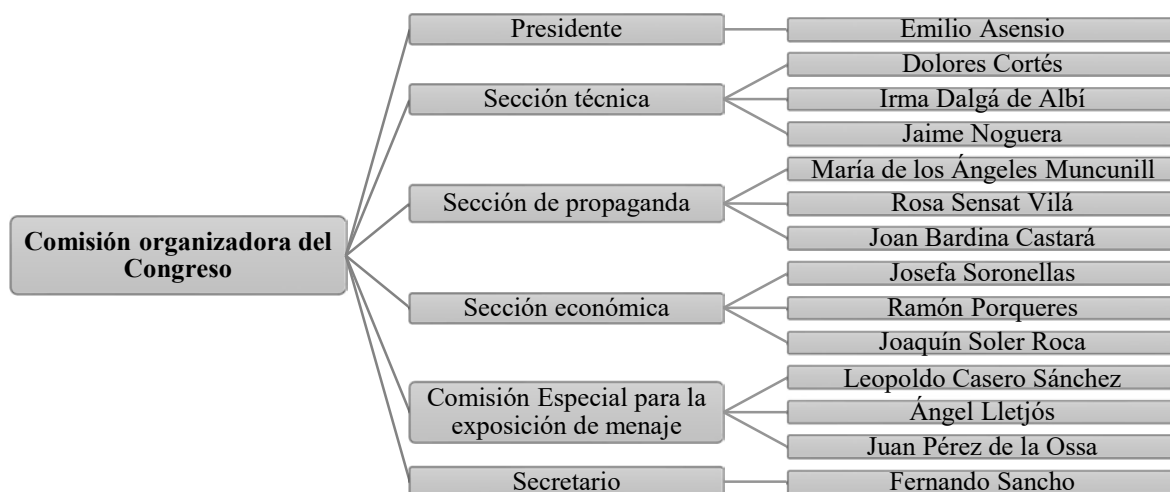 Comisión organizadora del
Congreso
Presidente
Emilio Asensio
Sección técnica
Dolores Cortés
Irma Dalgá de Albí
Jaime Noguera
Sección de propaganda
María de los Ángeles Muncunill
Rosa Sensat Vilá
Joan Bardina Castará
Sección económica
Josefa Soronellas
Ramón Porqueres
Joaquín Soler Roca
Comisión Especial para la
exposición de menaje
Leopoldo Casero Sánchez
Ángel Lletjós
Juan Pérez de la Ossa
Secretario
Fernando Sancho